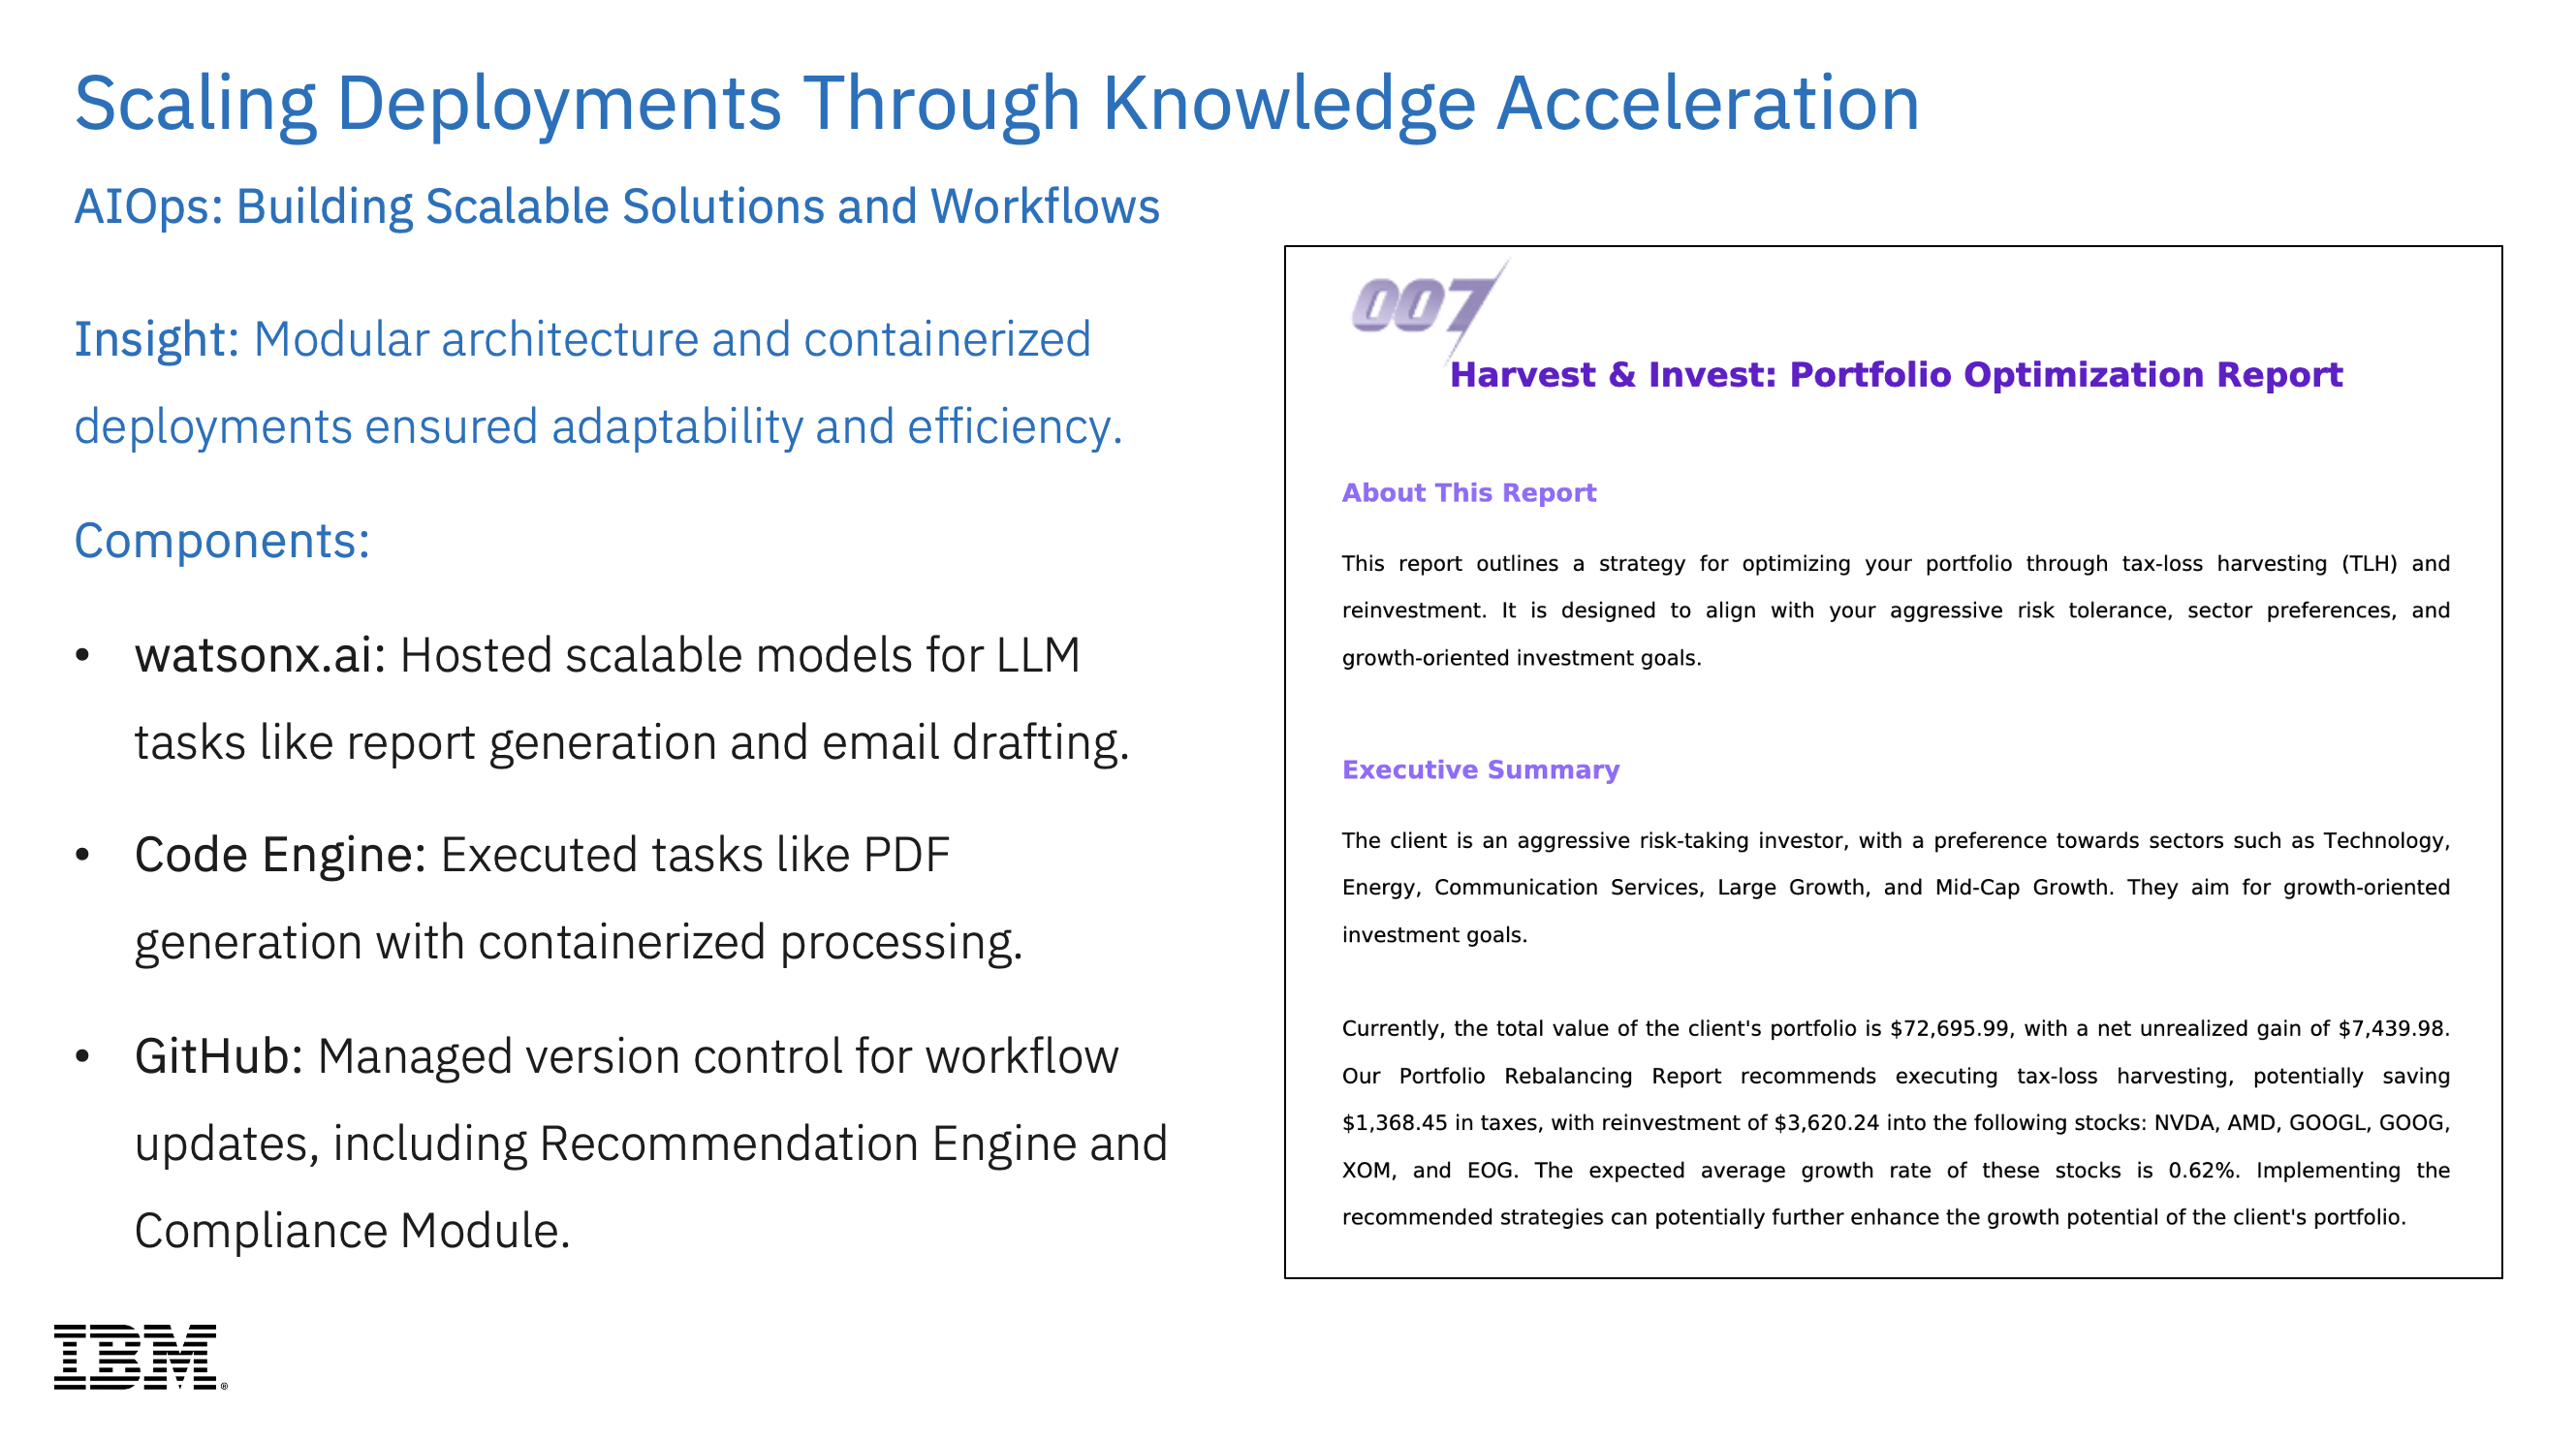 Scaling Deployments Through Knowledge Acceleration
AIOps: Building Scalable Solutions and Workflows
Insight: Modular architecture and containerized
deployments ensured adaptability and efficiency.
Components:
• watsonx.ai: Hosted scalable models for LLM
tasks like report generation and email drafting.
• Code Engine: Executed tasks like PDF
generation with containerized processing.
• GitHub: Managed version control for workflow
updates, including Recommendation Engine and
Compliance Module.
007
Harvest & Invest: Portfolio Optimization Report
About This Report
This report outlines a strategy for optimizing your portfolio through tax-loss harvesting (TLH) and
reinvestment. It is designed to align with your aggressive risk tolerance, sector preferences, and
growth-oriented investment goals.
Executive Summary
The client is an aggressive risk-taking investor, with a preference towards sectors such as Technology,
Energy, Communication Services, Large Growth, and Mid-Cap Growth. They aim for growth-oriented
investment goals.
Currently, the total value of the client's portfolio is $72,695.99, with a net unrealized gain of $7,439.98.
Our Portfolio Rebalancing Report recommends executing tax-loss harvesting, potentially saving
$1,368.45 in taxes, with reinvestment of $3,620.24 into the following stocks: NVDA, AMD, GOOGL, GOOG,
XOM, and EOG. The expected average growth rate of these stocks is 0.62%. Implementing the
recommended strategies can potentially further enhance the growth potential of the client's portfolio.
IBM®